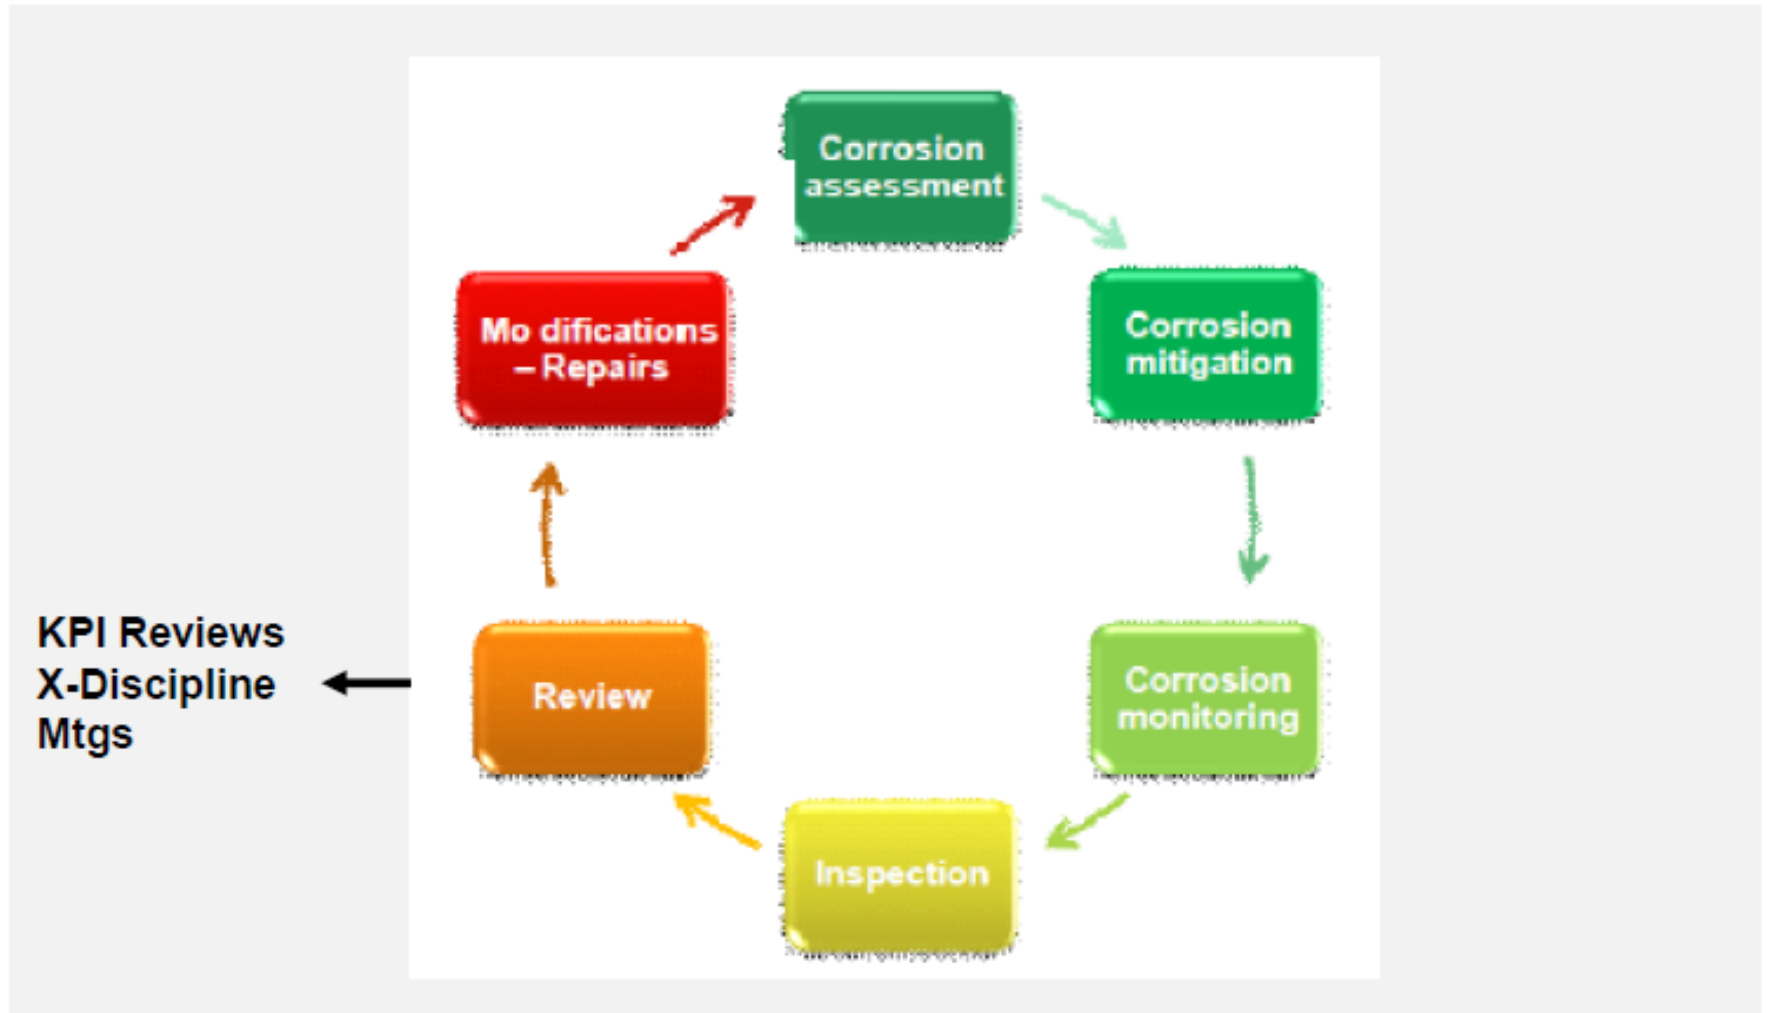 Corrosion
assessment
Mo difications
– Repairs
Corrosion
mitigation
KPI Reviews
X-Discipline
Mtgs
Review
Corrosion
monitoring
Inspection